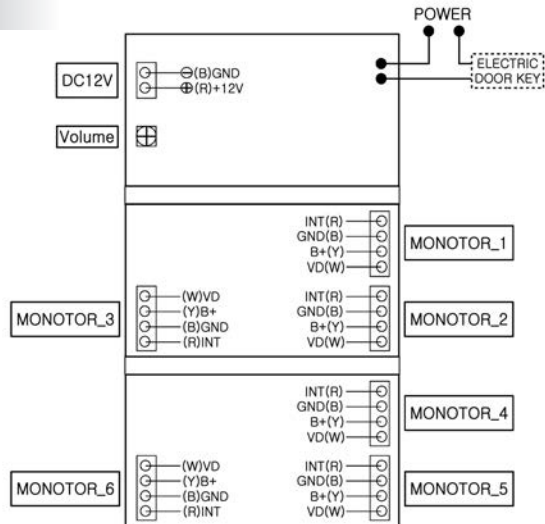 POWER
ELECTRIC
DOOR KEY
DC12V
⊖(B)GND
⊕(R)+12V
Volume
INT(R)
GND(B)
B+(Y)
VD(W)
MONOTOR_1
MONOTOR_3
(W)VD
(Y)B+
(B)GND
(R)INT
INT(R)
GND(B)
B+(Y)
VD(W)
MONOTOR_2
INT(R)
GND(B)
B+(Y)
VD(W)
MONOTOR_4
MONOTOR_6
(W)VD
(Y)B+
(B)GND
(R)INT
INT(R)
GND(B)
B+(Y)
VD(W)
MONOTOR_5